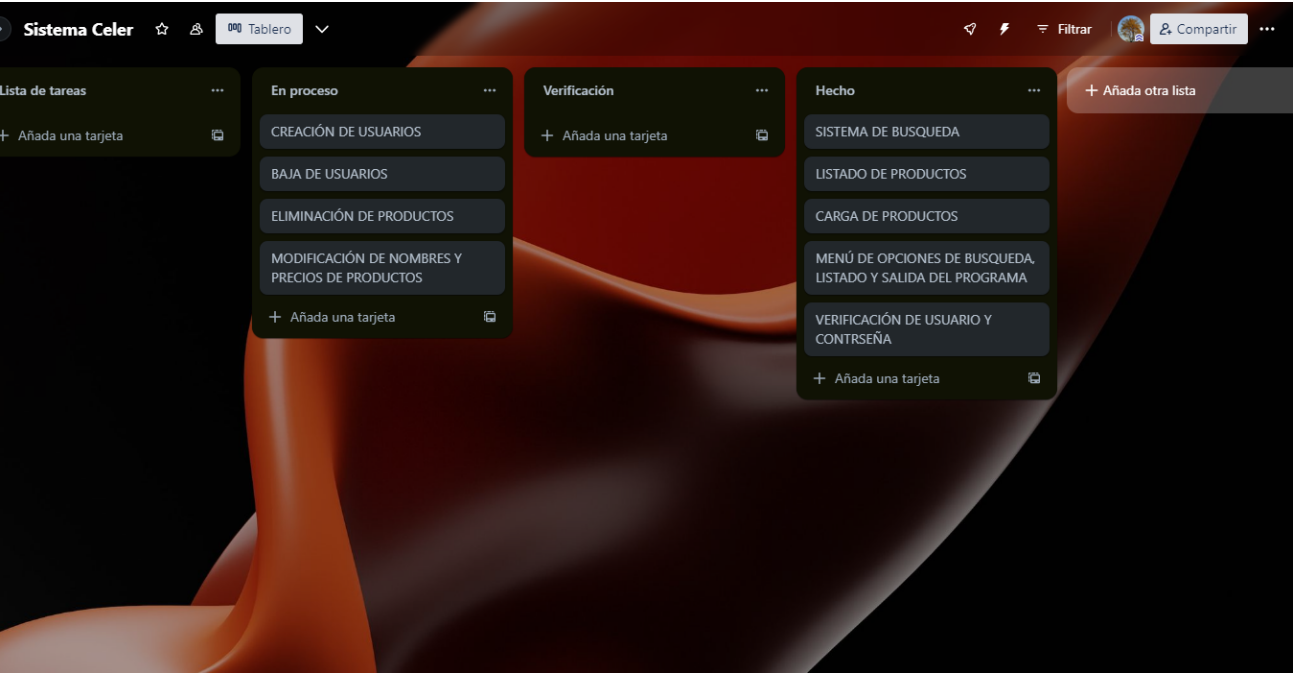 Sistema Celer
Tablero
Filtrar
Compartir
Lista de tareas
Añada una tarjeta
En proceso
CREACIÓN DE USUARIOS
BAJA DE USUARIOS
ELIMINACIÓN DE PRODUCTOS
MODIFICACIÓN DE NOMBRES Y
PRECIOS DE PRODUCTOS
Añada una tarjeta
Verificación
Añada una tarjeta
Hecho
SISTEMA DE BUSQUEDA
LISTADO DE PRODUCTOS
CARGA DE PRODUCTOS
MENÚ DE OPCIONES DE BUSQUEDA,
LISTADO Y SALIDA DEL PROGRAMA
VERIFICACIÓN DE USUARIO Y
CONTRSEÑA
Añada una tarjeta
Añada otra lista